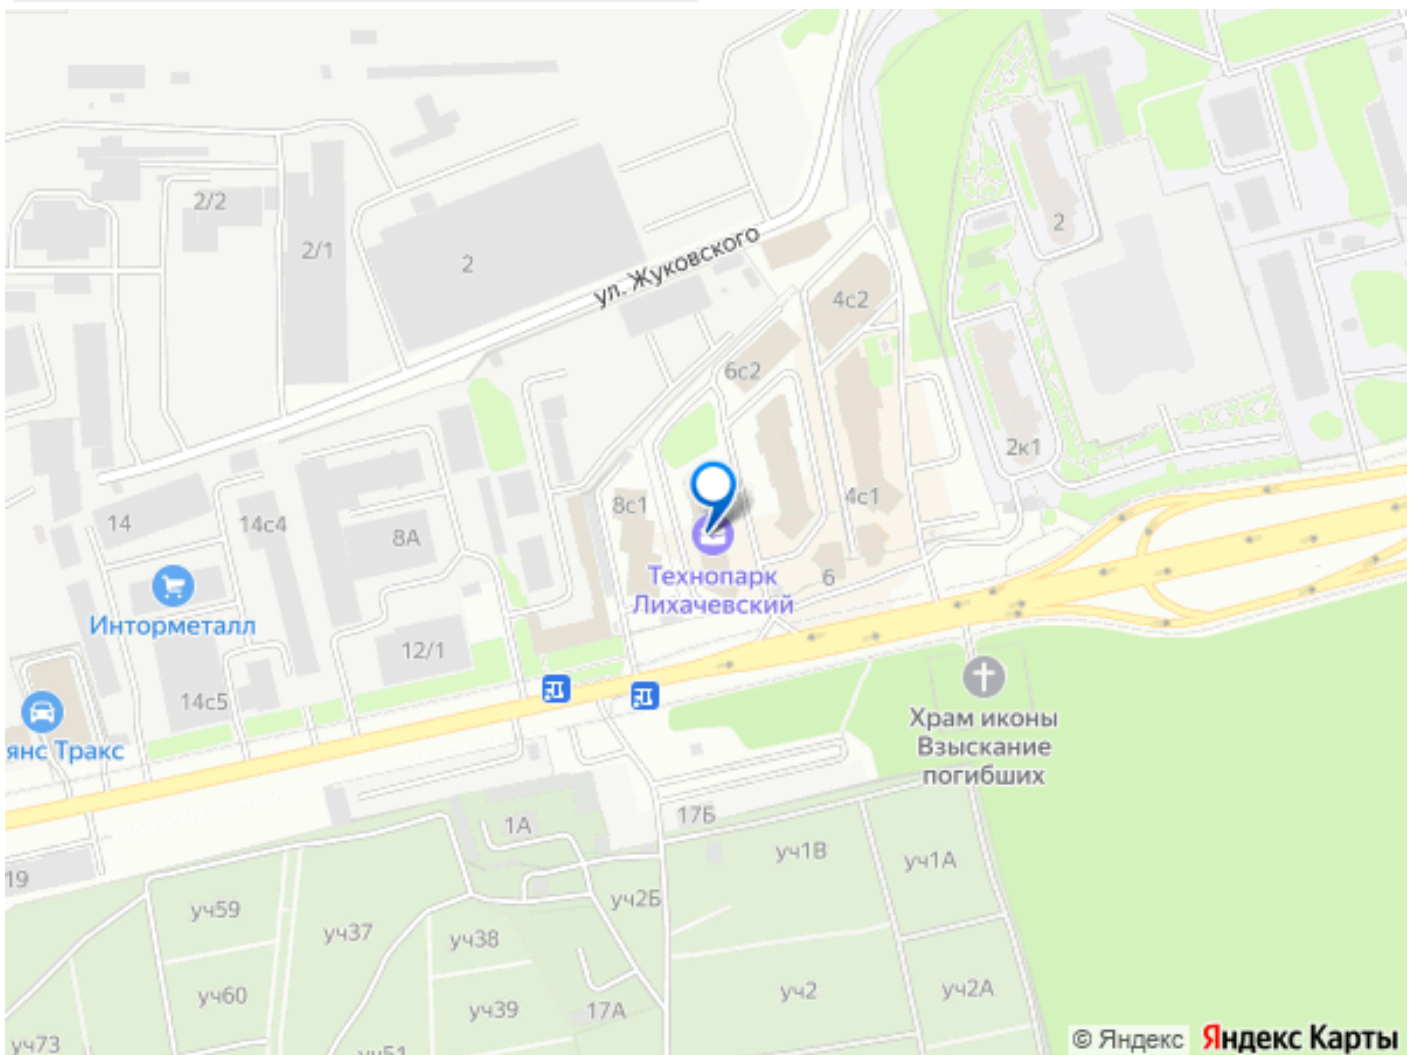 2/2
2/1
2
ул. Жуковского
2
4с2
6с2
2к1
4с1
8с1
14
14с4
8А
Технопарк
Лихачевский
6
Инторметалл
12/1
14с5
янс Тракс
Храм иконы
Взыскание
погибших
17Б
1А
19
уч1В
уч1А
уч2Б
уч59
уч37
уч38
уч60
уч39
17А
уч2
уч2А
уч73
уч51
© Яндекс Яндекс Карты